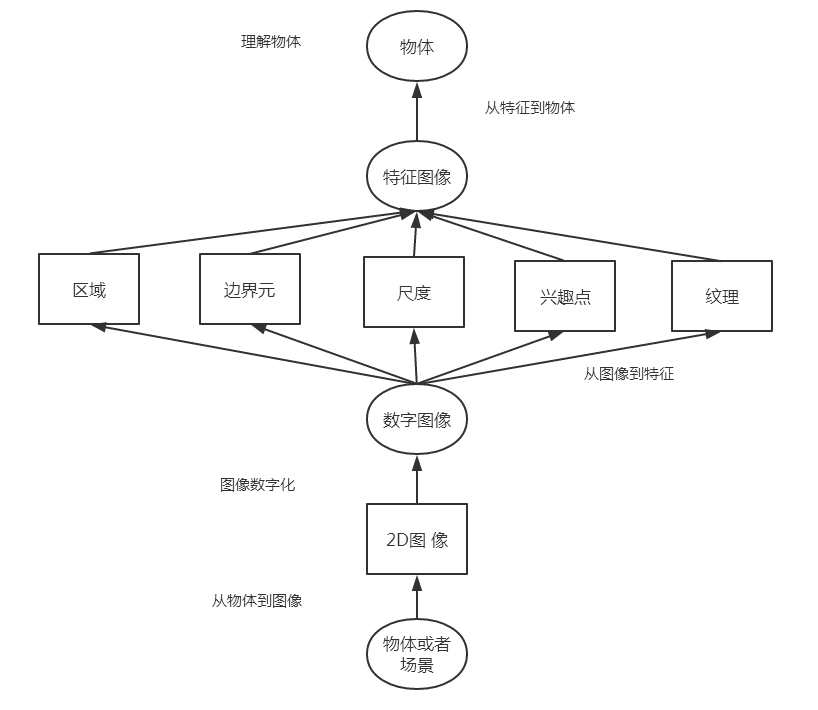 理解物体
物体
从特征到物体
特征图像
区域
边界元
尺度
兴趣点
纹理
从图像到特征
数字图像
图像数字化
2D图 像
从物体到图像
物体或者
场景